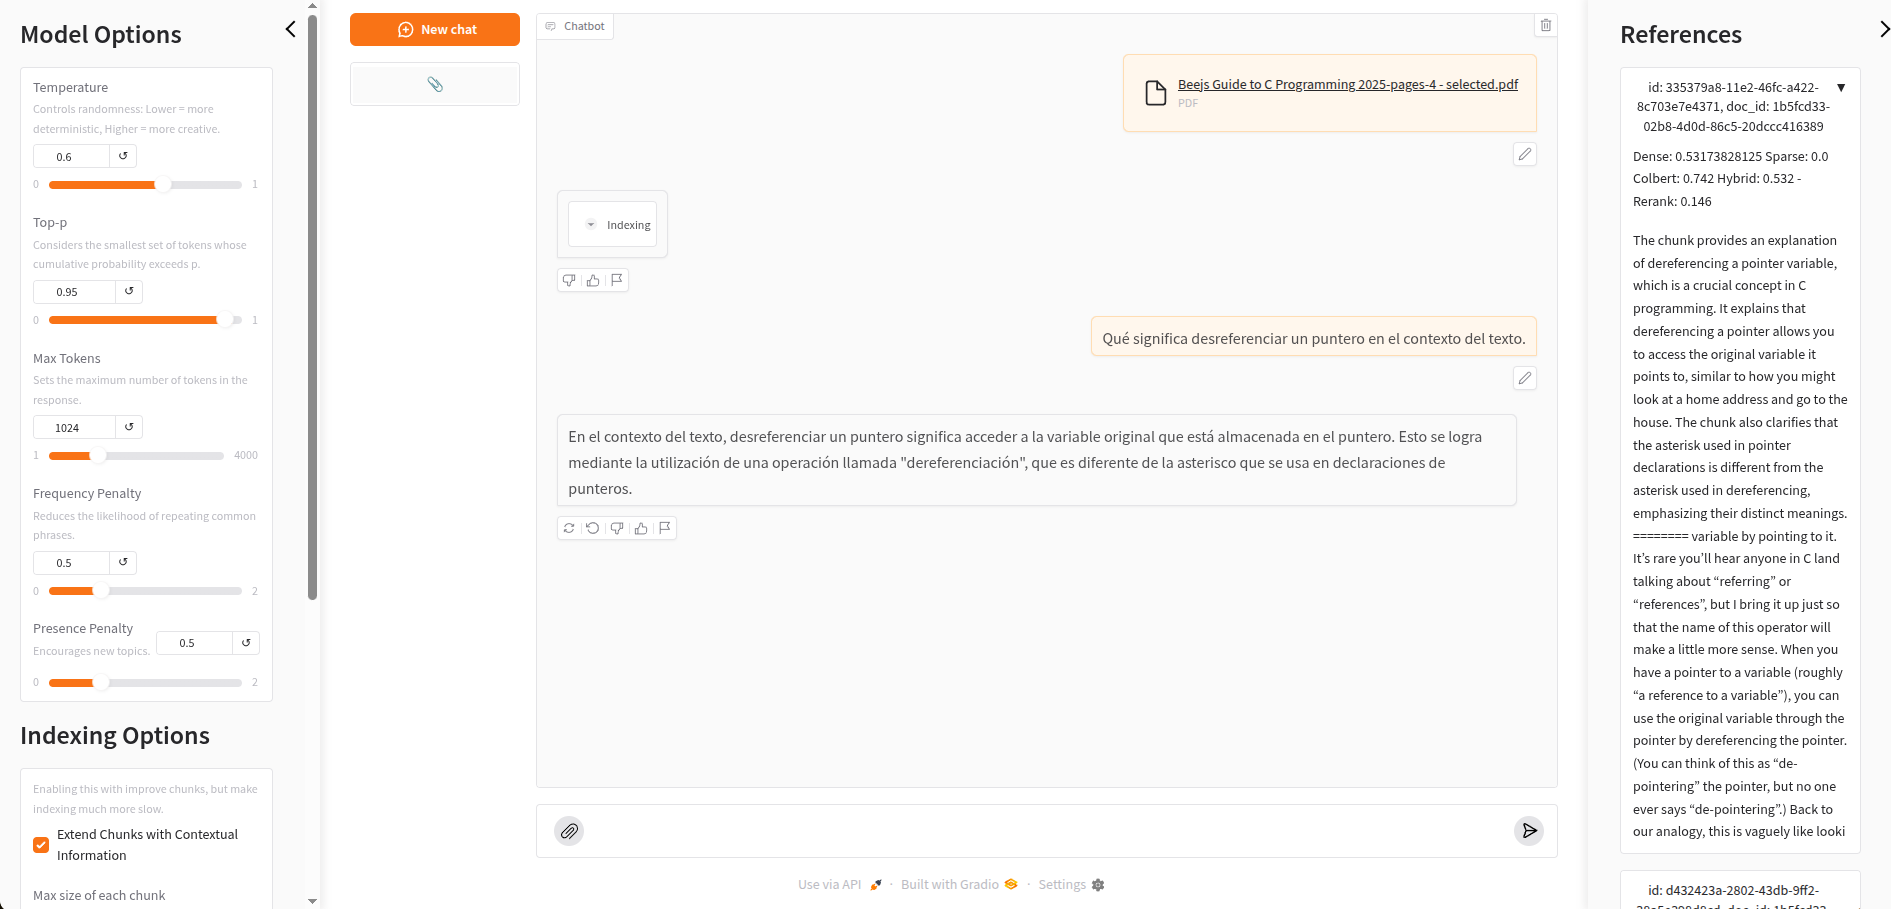 Model Options
Temperature
Controls randomness: Lower = more
deterministic, Higher = more creative.
0.6
0
1
Top-p
Considers the smallest set of tokens whose
cumulative probability exceeds p.
0.95
0
1
Max Tokens
Sets the maximum number of tokens in the
response.
1024
1
4000
Frequency Penalty
Reduces the likelihood of repeating common
phrases.
0.5
0
2
Presence Penalty
Encourages new topics.
0.5
0
2
Indexing Options
Enabling this with improve chunks, but make
indexing much more slow.
Extend Chunks with Contextual
Information
Max size of each chunk
New chat
Chatbot
Beejs Guide to C Programming 2025-pages-4 - selected.pdf
PDF
Indexing
Qué significa desreferenciar un puntero en el contexto del texto.
En el contexto del texto, desreferenciar un puntero significa acceder a la variable original que está almacenada en el puntero. Esto se logra
mediante la utilización de una operación llamada "dereferenciación", que es diferente de la asterisco que se usa en declaraciones de
punteros.
Use via API · Built with Gradio · Settings
References
id: 335379a8-11e2-46fc-a422-
8c703e7e4371, doc_id: 1b5fcd33-
02b8-4d0d-86c5-20dccc416389
Dense: 0.53173828125 Sparse: 0.0
Colbert: 0.742 Hybrid: 0.532 -
Rerank: 0.146
The chunk provides an explanation
of dereferencing a pointer variable,
which is a crucial concept in C
programming. It explains that
dereferencing a pointer allows you
to access the original variable it
points to, similar to how you might
look at a home address and go to the
house. The chunk also clarifies that
the asterisk used in pointer
declarations is different from the
asterisk used in dereferencing,
emphasizing their distinct meanings.
======== variable by pointing to it.
It’s rare you’ll hear anyone in C land
talking about “referring” or
“references”, but I bring it up just so
that the name of this operator will
make a little more sense. When you
have a pointer to a variable (roughly
“a reference to a variable”), you can
use the original variable through the
pointer by dereferencing the pointer.
(You can think of this as “de-
pointering” the pointer, but no one
ever says “de-pointering”.) Back to
our analogy, this is vaguely like looki
id: d432423a-2802-43db-9ff2-